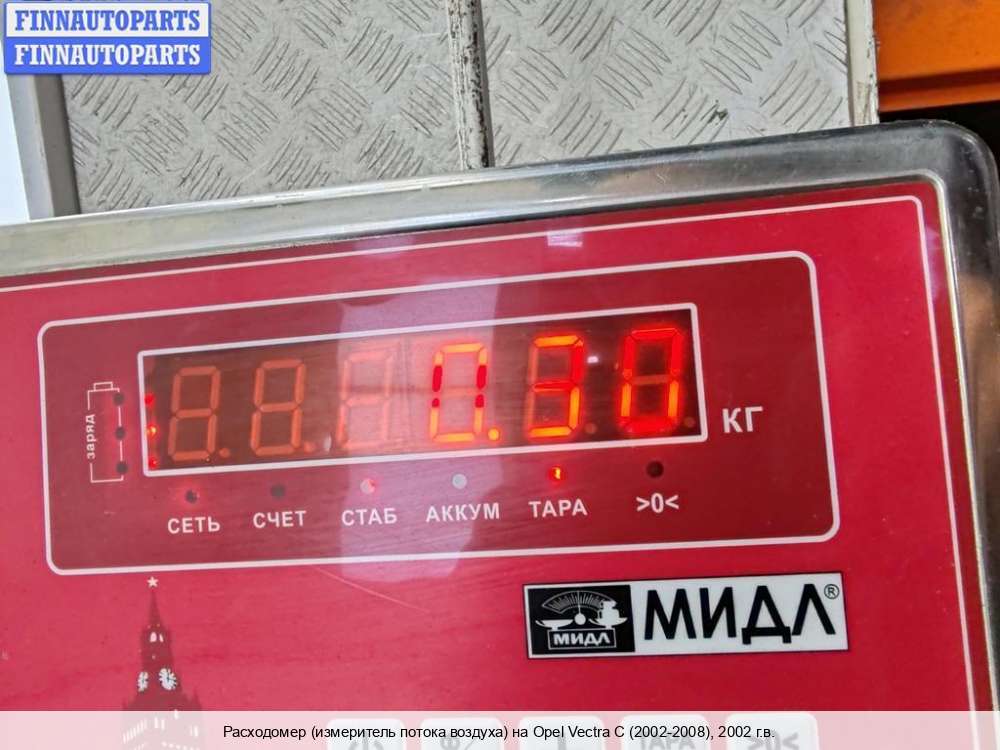 FINNAUTOPARTS
FINNAUTOPARTS
заряд
0.30
КГ
СЕТЬ СЧЕТ СТАБ АККУМ ТАРА >0<
МИДЛ МИДЛ®
Расходомер (измеритель потока воздуха) на Opel Vectra C (2002-2008), 2002 г.в.